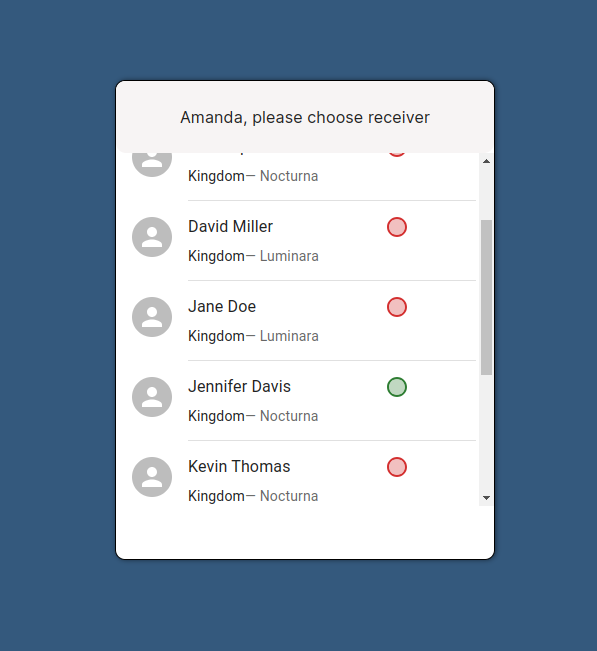 Amanda, please choose receiver
Kingdom— Nocturna
David Miller
Kingdom— Luminara
Jane Doe
Kingdom— Luminara
Jennifer Davis
Kingdom— Nocturna
Kevin Thomas
Kingdom— Nocturna